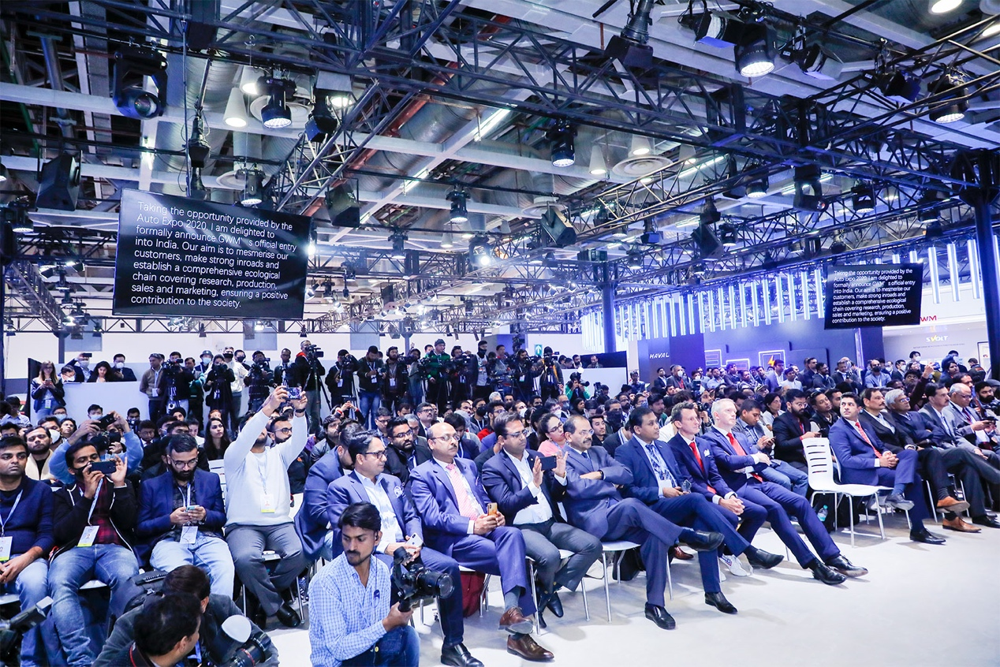 Taking the opportunity provided by the
Auto Expo 2020, I am delighted to
formally announce GWM" s official entry
into India. Our aim is to mesmerise our
customers, make strong inroads and
establish a comprehensive ecological
chain covering research, production,
sales and marketing, ensuring a positive
contribution to the society.
Taking the opportunity provided by the
Auto Expo 2020, I am delighted to
formally announce GWM" s official entry
into India. Our aim is to mesmerise our
customers, make strong inroads and
establish a comprehensive ecological
chain covering research, production,
sales and marketing, ensuring a positive
contribution to the society.
GWM
SVOLT
HAVAL